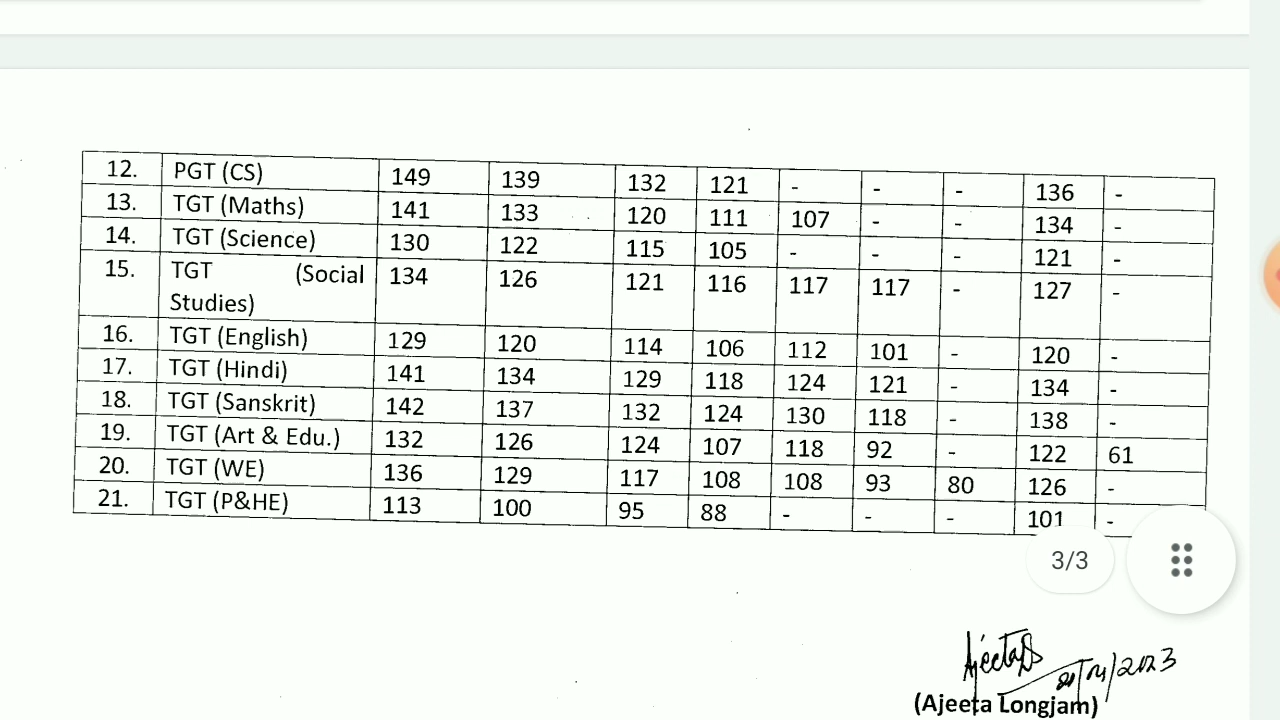 12. PGT (CS) 149 139 132 121 - - - 136 -
13. TGT (Maths) 141 133 120 111 107 - - 134 -
14. TGT (Science) 130 122 115 105 - - - 121 -
15. TGT (Social 134 126 121 116 117 117 - 127 -
Studies)
16. TGT (English) 129 120 114 106 112 101 - 120 -
17. TGT (Hindi) 141 134 129 118 124 121 - 134 -
18. TGT (Sanskrit) 142 137 132 124 130 118 - 138 -
19. TGT (Art & Edu.) 132 126 124 107 118 92 - 122 61
20. TGT (WE) 136 129 117 108 108 93 80 126 -
21. TGT (P&HE) 113 100 95 88 - - - 101 -
3/3
(Ajeeta Longjam)